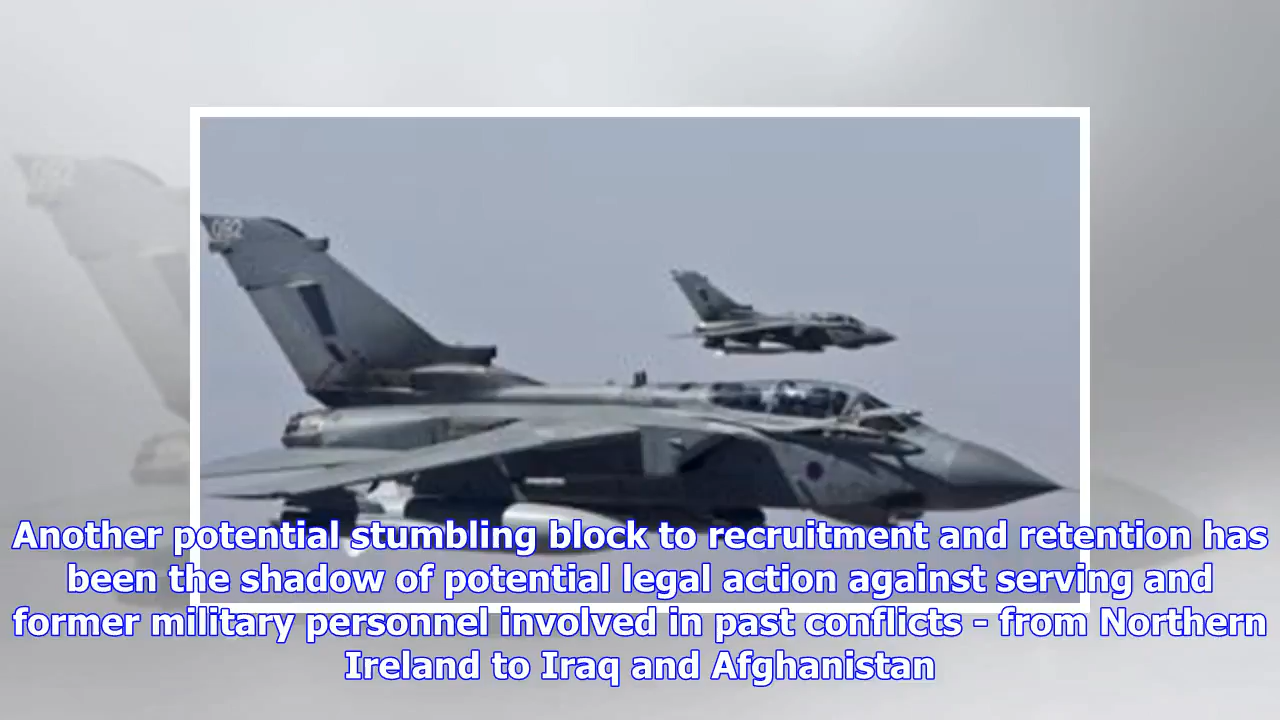 092
Another potential stumbling block to recruitment and retention has
been the shadow of potential legal action against serving and
former military personnel involved in past conflicts - from Northern
Ireland to Iraq and Afghanistan